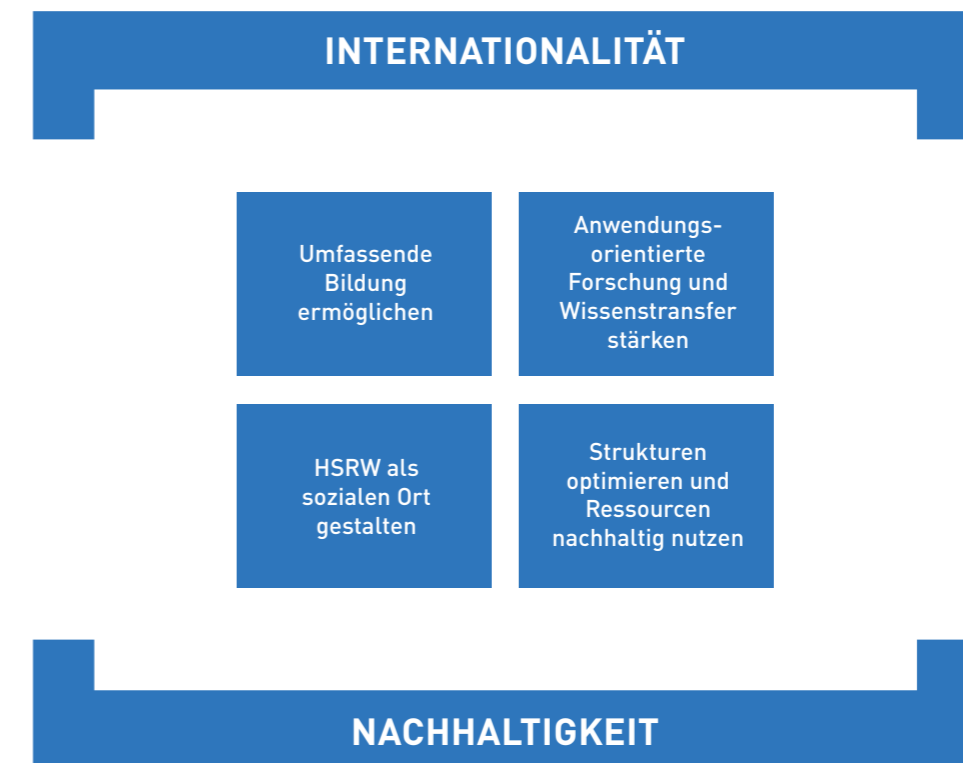 INTERNATIONALITÄT
Umfassende
Bildung
ermöglichen
Anwendungs-
orientierte
Forschung und
Wissenstransfer
stärken
HSRW als
sozialen Ort
gestalten
Strukturen
optimieren und
Ressourcen
nachhaltig nutzen
NACHHALTIGKEIT